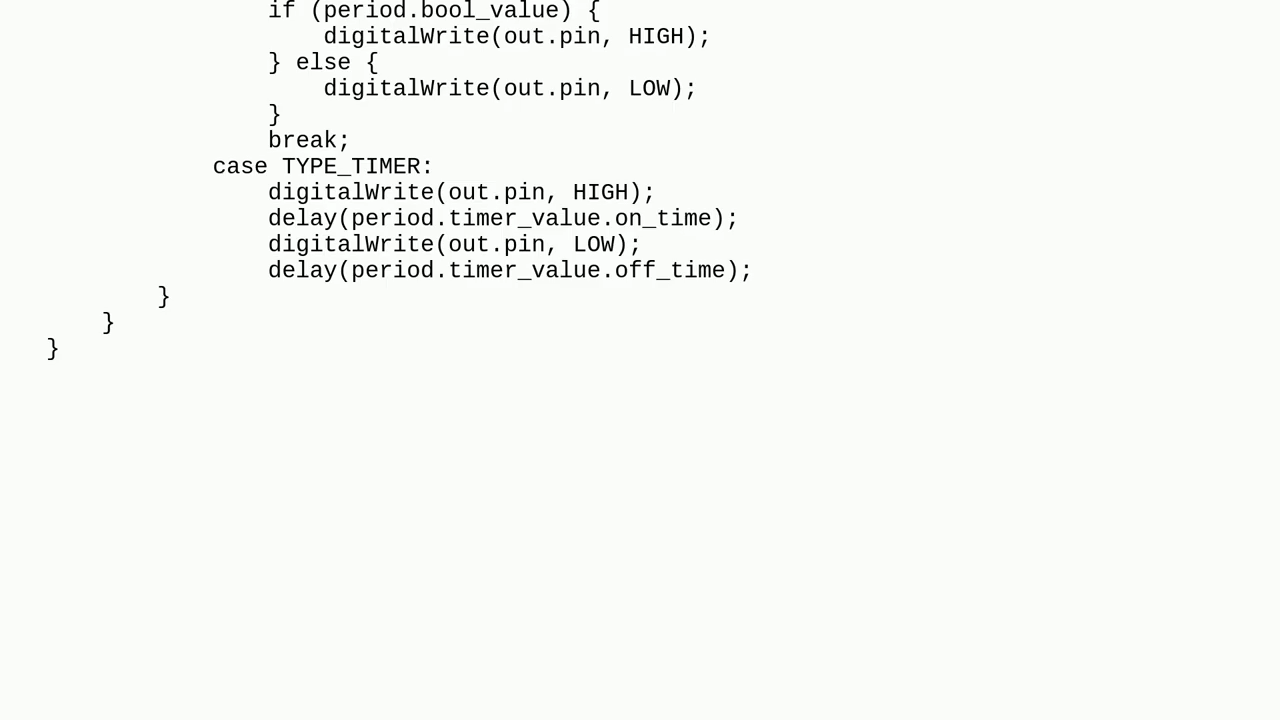 if (period.bool_value) {
digitalWrite(out.pin, HIGH);
} else {
digitalWrite(out.pin, LOW);
}
break;
case TYPE_TIMER:
digitalWrite(out.pin, HIGH);
delay(period.timer_value.on_time);
digitalWrite(out.pin, LOW);
delay(period.timer_value.off_time);
}
}
}